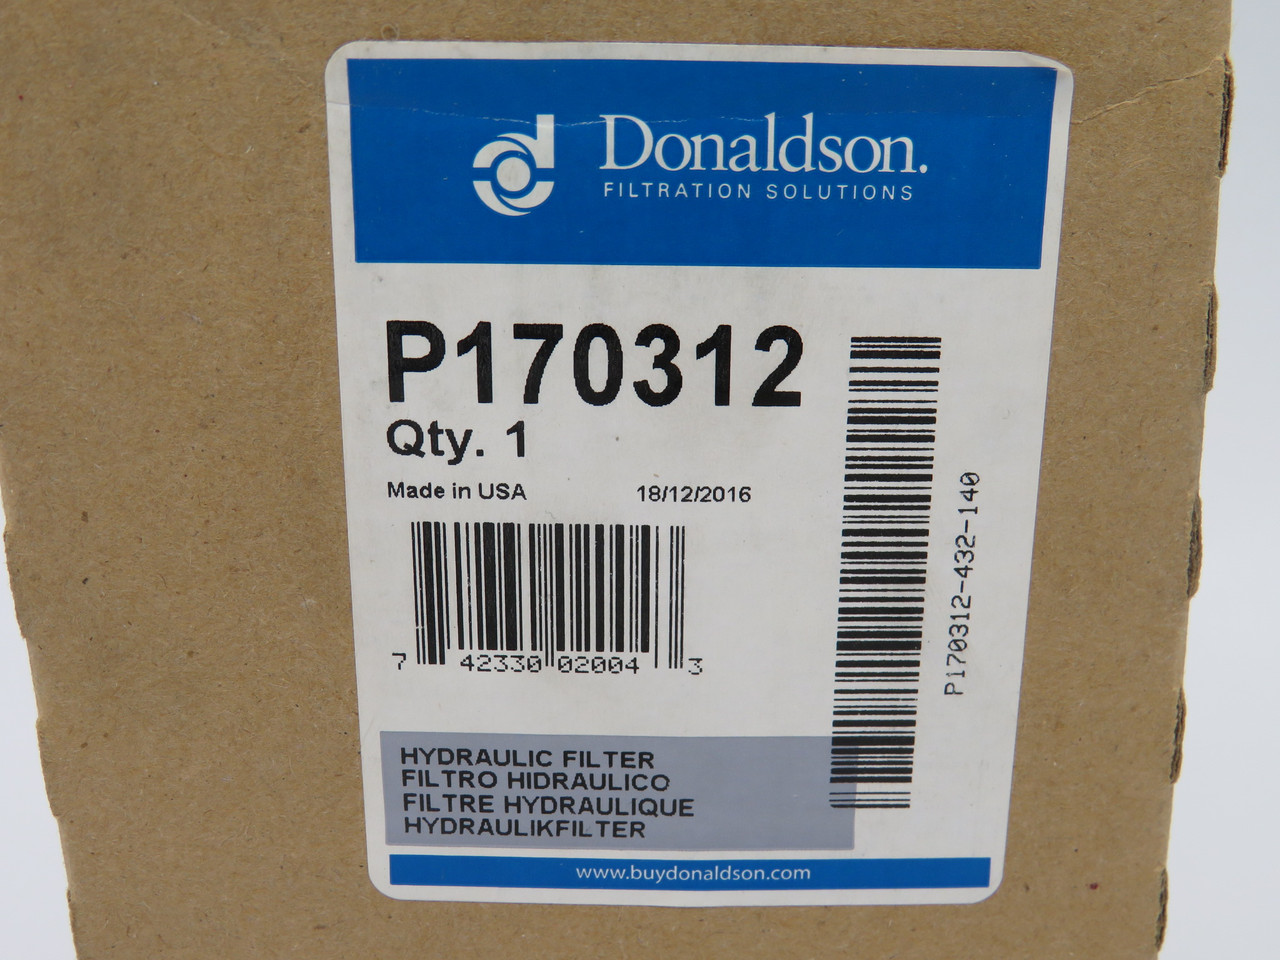 Donaldson.
FILTRATION SOLUTIONS
P170312
Qty. 1
Made in USA 18/12/2016
7 42330 02004 3
P170312-432-140
HYDRAULIC FILTER
FILTRO HIDRAULICO
FILTRE HYDRAULIQUE
HYDRAULIKFILTER
www.buydonaldson.com